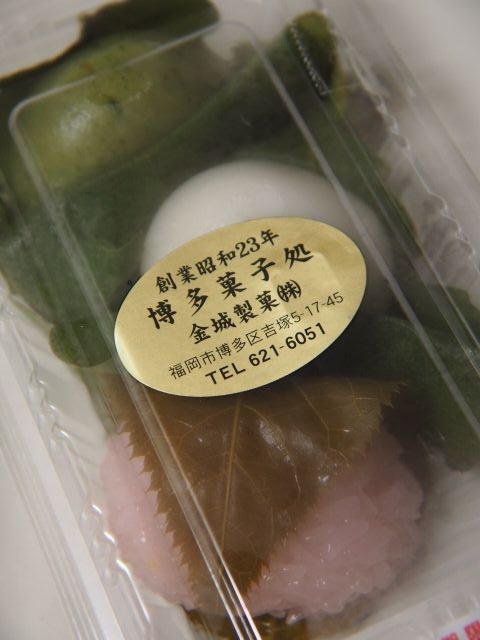 創業昭和23年
博多菓子処
金城製菓㈱
福岡市博多区吉塚5-17-45
TEL 621-6051